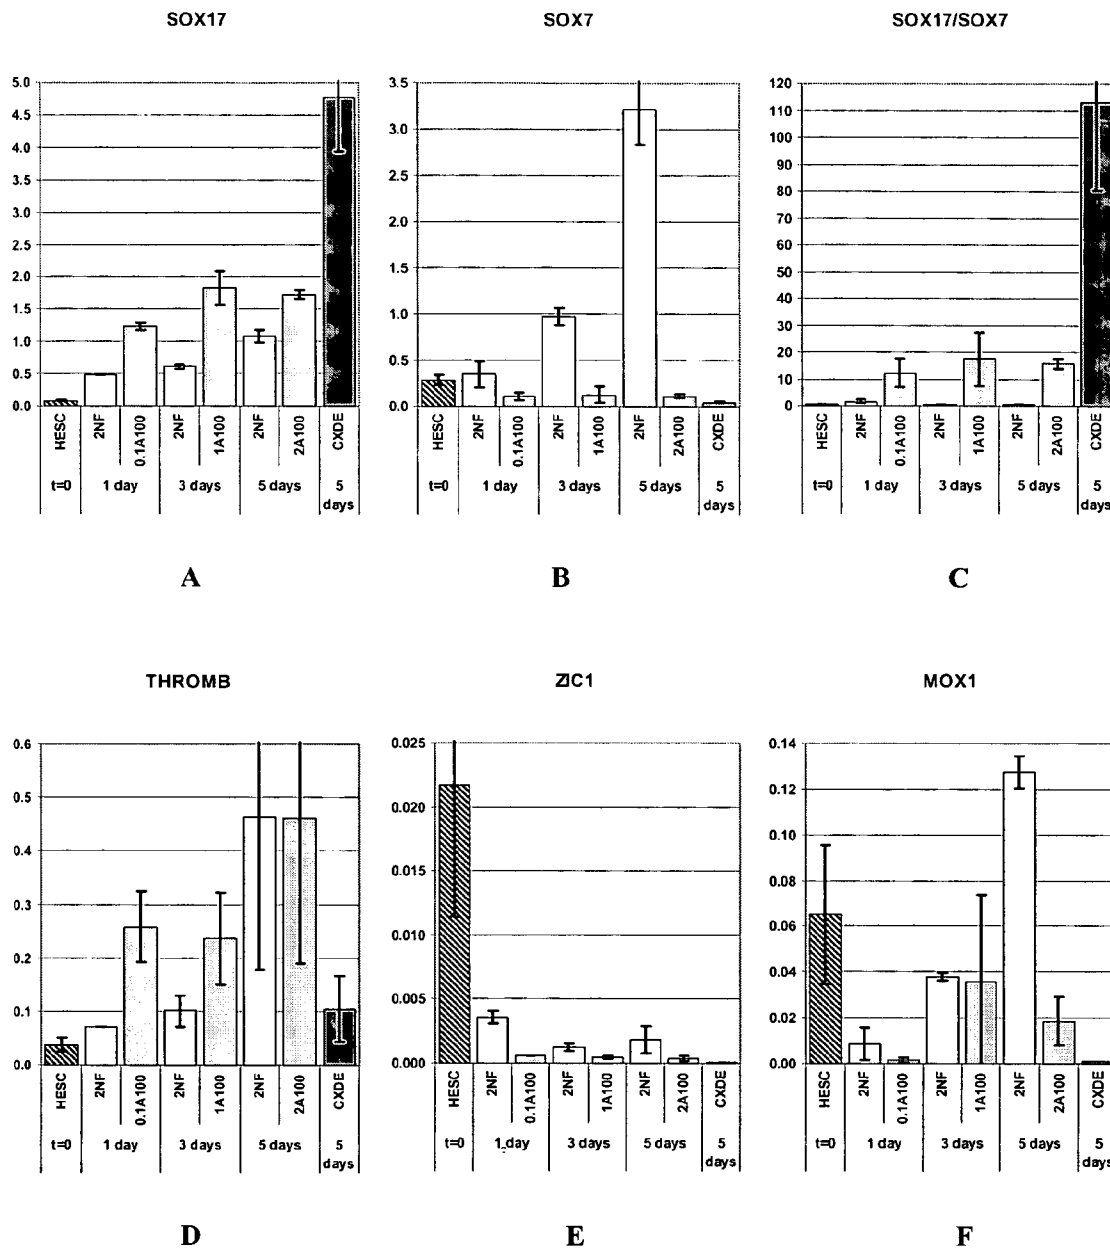 SOX17
5.0
4.5
4.0
3.5
3.0
2.5
2.0
1.5
1.0
0.5
0.0
HESC
2NF
0.1A100
2NF
1A100
2NF
2A100
CXDE
t=0
1 day
3 days
5 days
5
days
A
SOX7
3.5
3.0
2.5
2.0
1.5
1.0
0.5
0.0
HESC
2NF
0.1A100
2NF
1A100
2NF
2A100
CXDE
t=0
1 day
3 days
5 days
5
days
B
SOX17/SOX7
120
110
100
90
80
70
60
50
40
30
20
10
0
HESC
2NF
0.1A100
2NF
1A100
2NF
2A100
CXDE
t=0
1 day
3 days
5 days
5
days
C
THROMB
0.6
0.5
0.4
0.3
0.2
0.1
0.0
HESC
2NF
0.1A100
2NF
1A100
2NF
2A100
CXDE
t=0
1 day
3 days
5 days
5
days
D
ZIC1
0.025
0.020
0.015
0.010
0.005
0.000
HESC
2NF
0.1A100
2NF
1A100
2NF
2A100
CXDE
t=0
1 day
3 days
5 days
5
days
E
MOX1
0.14
0.12
0.10
0.08
0.06
0.04
0.02
0.00
HESC
2NF
0.1A100
2NF
1A100
2NF
2A100
CXDE
t=0
1 day
3 days
5 days
5
days
F